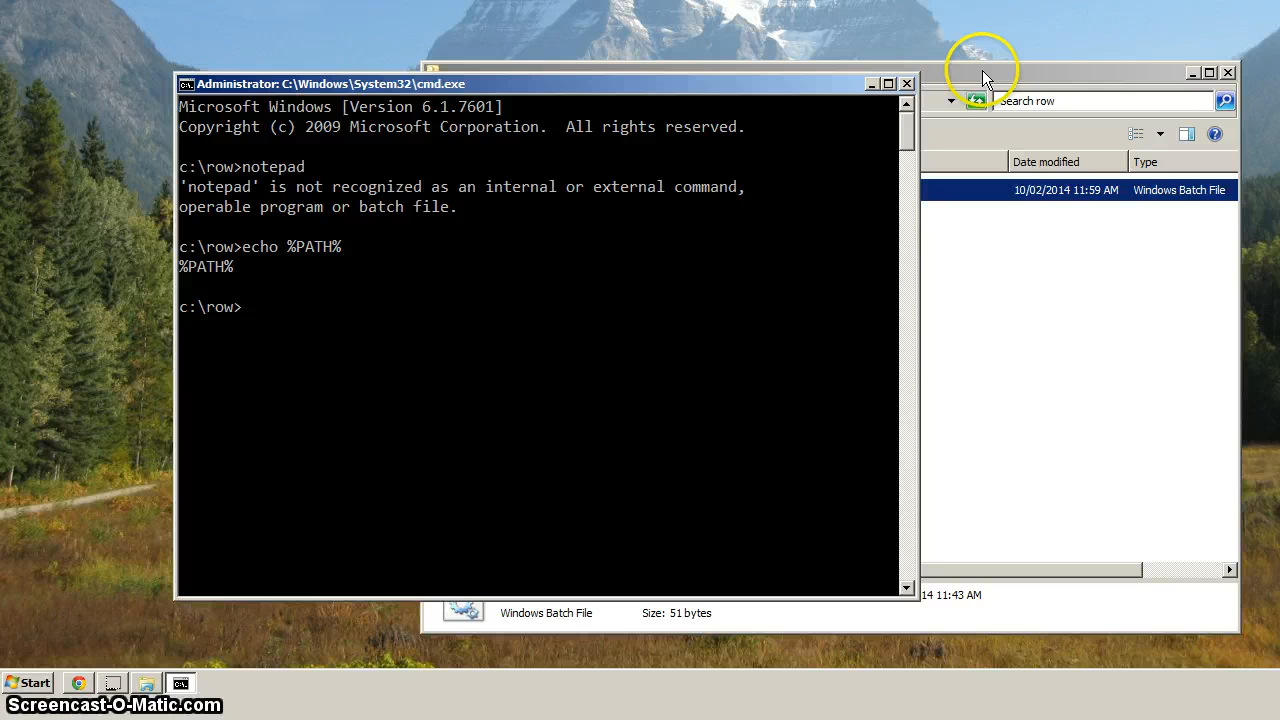 Administrator: C:\Windows\System32\cmd.exe
Microsoft Windows [Version 6.1.7601]
Copyright (c) 2009 Microsoft Corporation.  All rights reserved.
c:\row>notepad
'notepad' is not recognized as an internal or external command,
operable program or batch file.
c:\row>echo %PATH%
%PATH%
c:\row>
Search row
Date modified Type
10/02/2014 11:59 AM Windows Batch File
14 11:43 AM
Windows Batch File Size: 51 bytes
Start
Screencast-O-Matic.com